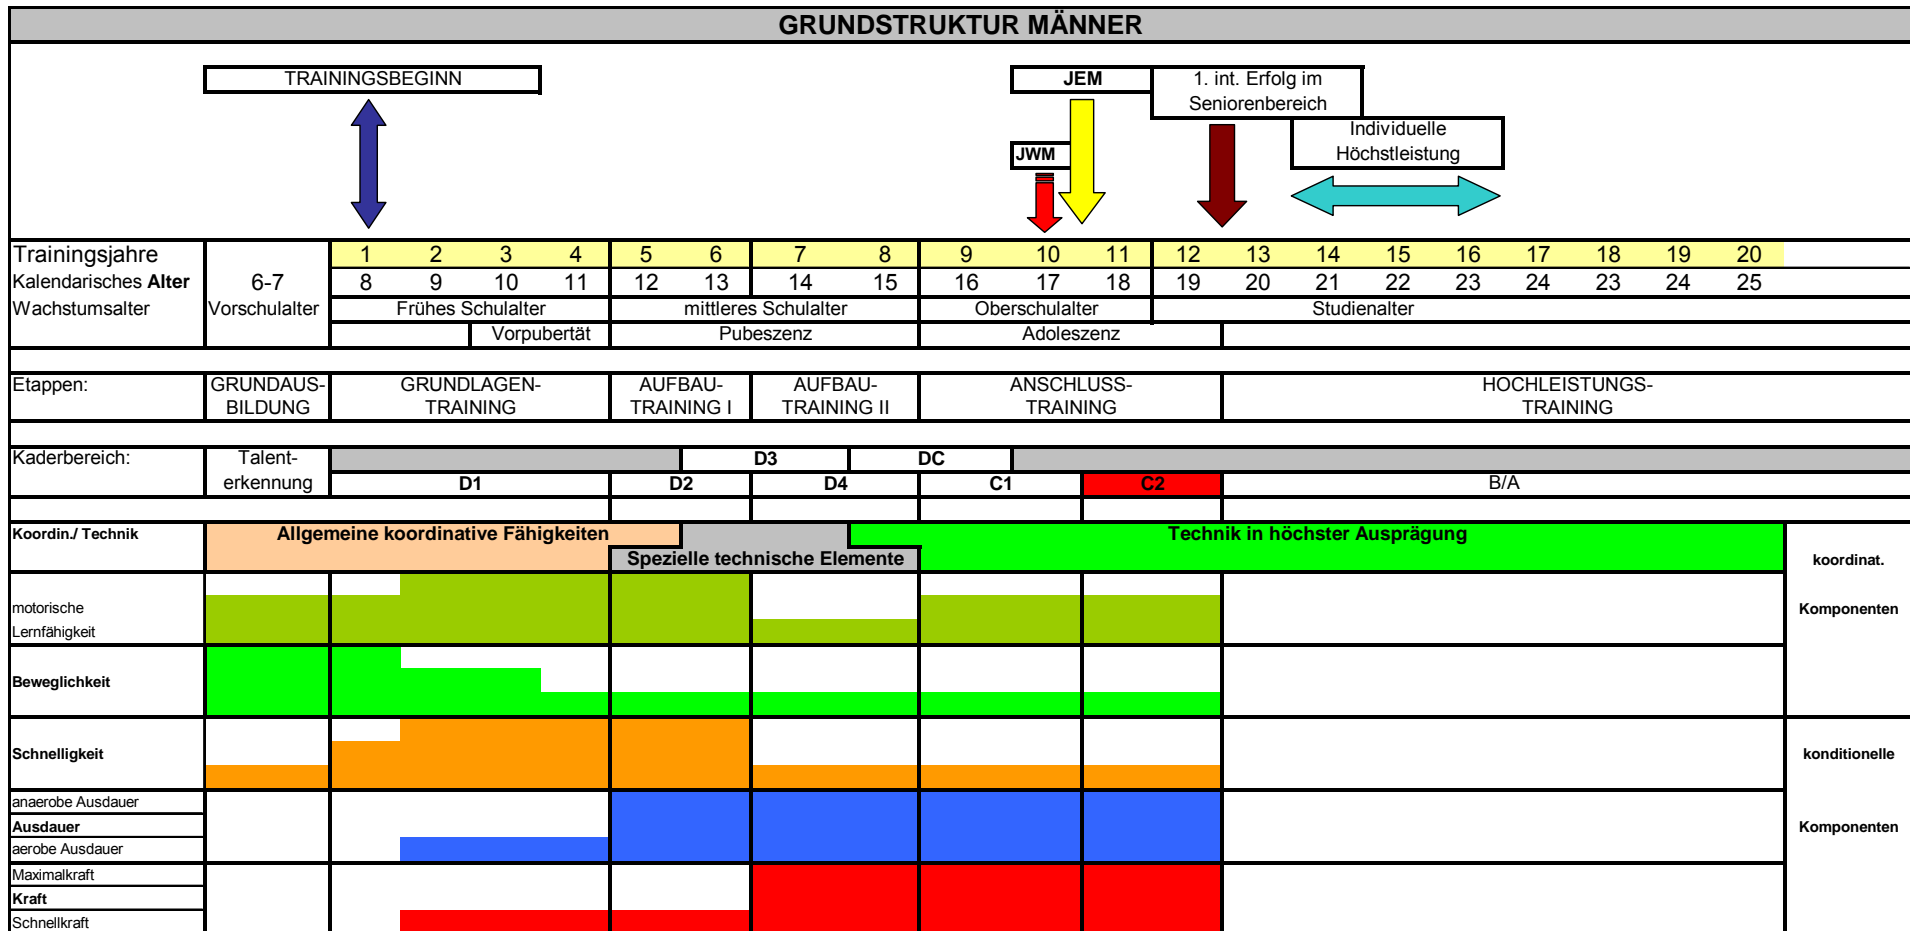 GRUNDSTRUKTUR MÄNNER
TRAININGSBEGINN
JEM
1. int. Erfolg im
Seniorenbereich
Individuelle
Höchstleistung
JWM
Trainingsjahre 1 2 3 4 5 6 7 8 9 10 11 12 13 14 15 16 17 18 19 20
Kalendarisches Alter 6-7 8 9 10 11 12 13 14 15 16 17 18 19 20 21 22 23 24 23 24 25
Wachstumsalter Vorschulalter Frühes Schulalter mittleres Schulalter Oberschulalter Studienalter
Vorpubertät Pubeszenz Adoleszenz
Etappen: GRUNDAUS- GRUNDLAGEN- AUFBAU- AUFBAU- ANSCHLUSS- HOCHLEISTUNGS-
BILDUNG TRAINING TRAINING I TRAINING II TRAINING TRAINING
Kaderbereich: Talent- D3 DC
erkennung D1 D2 D4 C1 C2 B/A
Koordin./ Technik Allgemeine koordinative Fähigkeiten Technik in höchster Ausprägung
Spezielle technische Elemente koordinat.
motorische Komponenten
Lernfähigkeit
Beweglichkeit
Schnelligkeit konditionelle
anaerobe Ausdauer
Ausdauer Komponenten
aerobe Ausdauer
Maximalkraft
Kraft
Schnellkraft